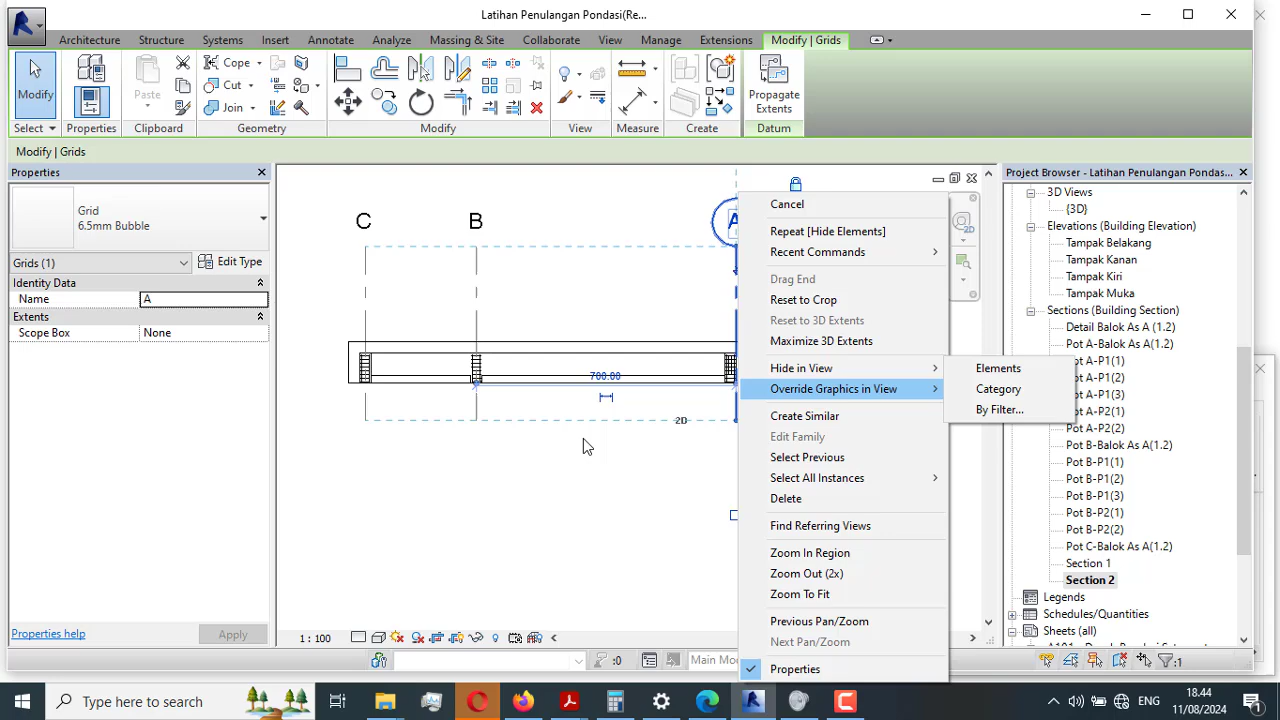 Latihan Penulangan Pondasi(Re...
Architecture Structure Systems Insert Annotate Analyze Massing & Site Collaborate View Manage Extensions Modify | Grids
Modify
Select
Properties
Paste
Clipboard
Cope
Cut
Join
Geometry
Modify
View
Measure
Create
Propagate
Extents
Datum
Modify | Grids
Properties
Grid
6.5mm Bubble
Grids (1)
Edit Type
Identity Data
Name A
Extents
Scope Box None
Properties help
Apply
C
B
A
700.00
2D
Cancel
Repeat [Hide Elements]
Recent Commands
Drag End
Reset to Crop
Reset to 3D Extents
Maximize 3D Extents
Hide in View
Override Graphics in View
Create Similar
Edit Family
Select Previous
Select All Instances
Delete
Find Referring Views
Zoom In Region
Zoom Out (2x)
Zoom To Fit
Previous Pan/Zoom
Next Pan/Zoom
Properties
Elements
Category
By Filter...
Project Browser - Latihan Penulangan Pondas...
3D Views
{3D}
Elevations (Building Elevation)
Tampak Belakang
Tampak Kanan
Tampak Kiri
Tampak Muka
Sections (Building Section)
Detail Balok As A (1.2)
Pot A-Balok As A(1.2)
Pot A-P1(1)
Pot A-P1(2)
Pot A-P2(1)
Pot A-P1(3)
Pot A-P2(2)
Pot B-Balok As A(1.2)
Pot B-P1(1)
Pot B-P1(2)
Pot B-P1(3)
Pot B-P2(1)
Pot B-P2(2)
Pot C-Balok As A(1.2)
Section 1
Section 2
Legends
Schedules/Quantities
Sheets (all)
1 : 100
:0
Main Mo
:1
Type here to search
ENG
18.44
11/08/2024